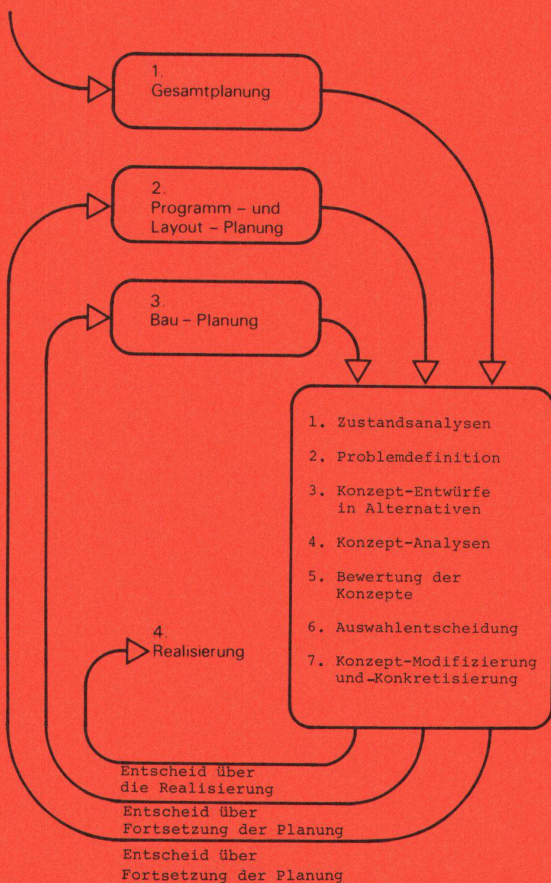 1.
Gesamtplanung
2.
Programm – und
Layout – Planung
3.
Bau – Planung
1. Zustandsanalysen
2. Problemdefinition
3. Konzept-Entwürfe
in Alternativen
4. Konzept-Analysen
5. Bewertung der
Konzepte
6. Auswahlentscheidung
7. Konzept-Modifizierung
und-Konkretisierung
4.
Realisierung
Entscheid über
die Realisierung
Entscheid über
Fortsetzung der Planung
Entscheid über
Fortsetzung der Planung